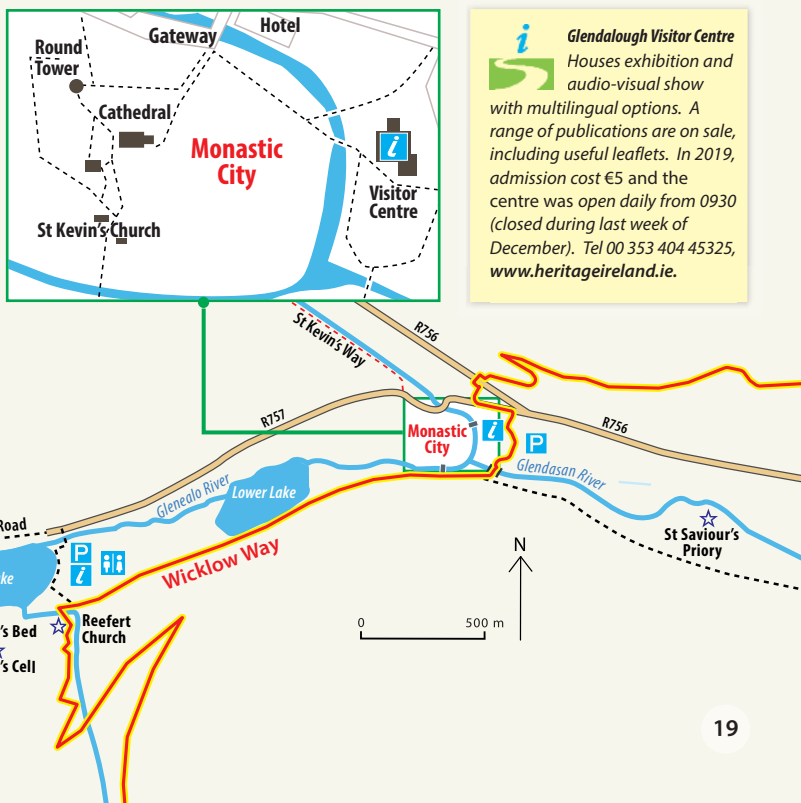 Gateway
Hotel
Round
Tower
Cathedral
Monastic
City
Visitor
Centre
St Kevin's Church
i
i
Glendalough Visitor Centre
Houses exhibition and
audio-visual show
with multilingual options. A
range of publications are on sale,
including useful leaflets. In 2019,
admission cost €5 and the
centre was open daily from 0930
(closed during last week of
December). Tel 00 353 404 45325,
www.heritageireland.ie.
St Kevin's Way
R756
R757
Monastic
City
i
P
R756
Glendasan River
Glenealo River
Lower Lake
St Saviour's
Priory
Road
P
i
ke
Wicklow Way
N
0 500 m
Reefert
Church
's Bed
's Cell
19